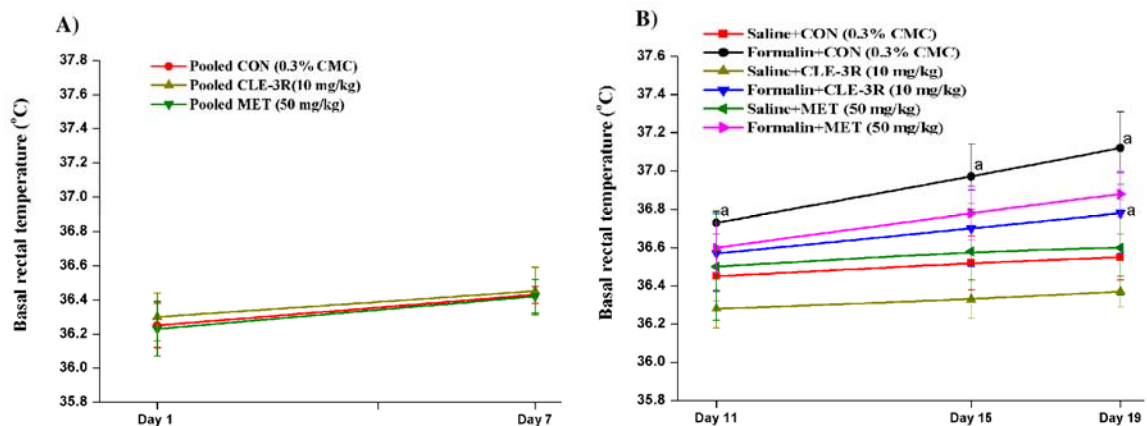 A)
Pooled CON (0.3% CMC)
Pooled CLE-3R(10 mg/kg)
Pooled MET (50 mg/kg)
Basal rectal temperature (°C)
37.8
37.6
37.4
37.2
37.0
36.8
36.6
36.4
36.2
36.0
35.8
Day 1
Day 7
B)
Saline+CON (0.3% CMC)
Formalin+CON (0.3% CMC)
Saline+CLE-3R (10 mg/kg)
Formalin+CLE-3R (10 mg/kg)
Saline+MET (50 mg/kg)
Formalin+MET (50 mg/kg)
Basal rectal temperature (°C)
37.6
37.4
37.2
37.0
36.8
36.6
36.4
36.2
36.0
35.8
a
a
a
a
Day 11
Day 15
Day 19